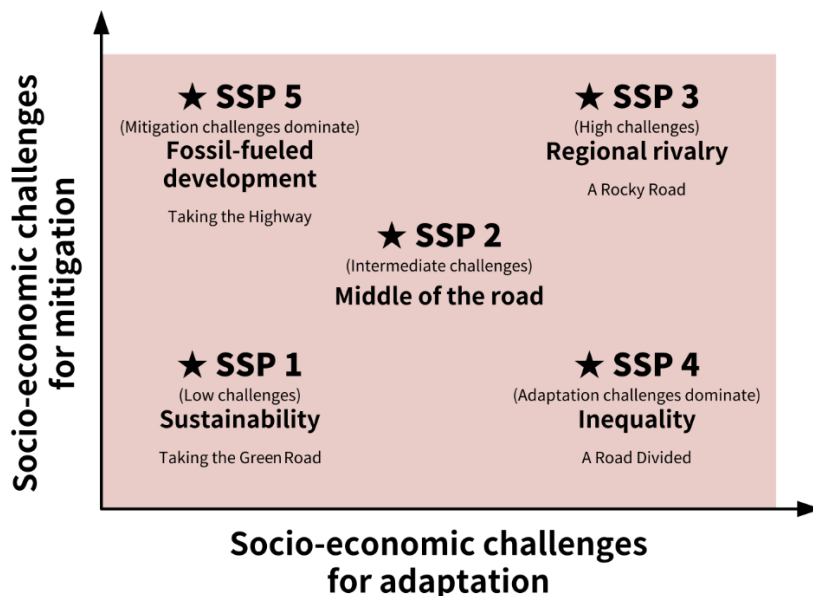 Socio-economic challenges
for mitigation
★ SSP 5
(Mitigation challenges dominate)
Fossil-fueled
development
Taking the Highway
★ SSP 3
(High challenges)
Regional rivalry
A Rocky Road
★ SSP 2
(Intermediate challenges)
Middle of the road
★ SSP 1
(Low challenges)
Sustainability
Taking the Green Road
★ SSP 4
(Adaptation challenges dominate)
Inequality
A Road Divided
Socio-economic challenges
for adaptation